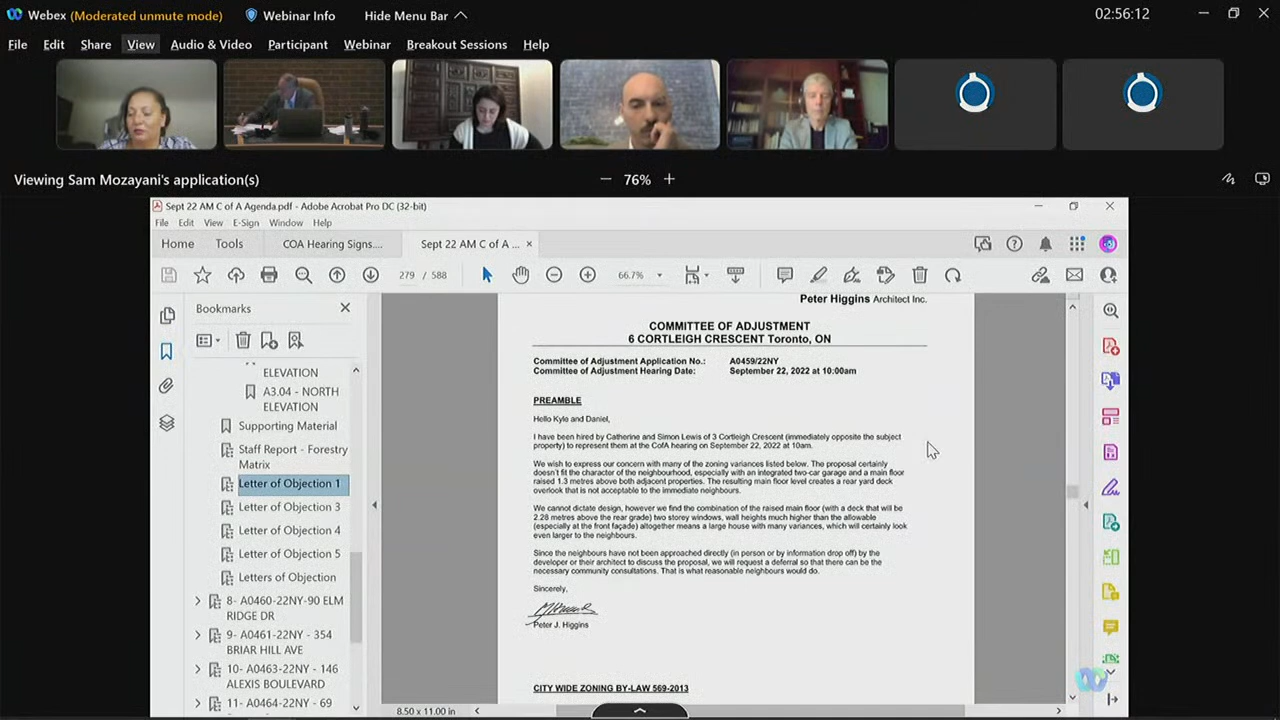 Webex (Moderated unmute mode) Webinar Info Hide Menu Bar 02:56:12
File Edit Share View Audio & Video Participant Webinar Breakout Sessions Help
Viewing Sam Mozayani's application(s) 76%
Sept 22 AM C of A Agenda.pdf - Adobe Acrobat Pro DC (32-bit)
File Edit View E-Sign Window Help
Home Tools COA Hearing Signs.... Sept 22 AM C of A ... ×
279 / 588 66.7%
Bookmarks
ELEVATION
A3.04 - NORTH
ELEVATION
Supporting Material
Staff Report - Forestry
Matrix
Letter of Objection 1
Letter of Objection 3
Letter of Objection 4
Letter of Objection 5
Letters of Objection
8- A0460-22NY-90 ELM
RIDGE DR
9- A0461-22NY - 354
BRIAR HILL AVE
10- A0463-22NY - 146
ALEXIS BOULEVARD
11- A0464-22NY - 69
Peter Higgins Architect Inc.
COMMITTEE OF ADJUSTMENT
6 CORTLEIGH CRESCENT Toronto, ON
Committee of Adjustment Application No.: A0459/22NY
Committee of Adjustment Hearing Date: September 22, 2022 at 10:00am
PREAMBLE
Hello Kyle and Daniel,
I have been hired by Catherine and Simon Lewis of 3 Cortleigh Crescent (immediately opposite the subject
property) to represent them at the CofA hearing on September 22, 2022 at 10am.
We wish to express our concern with many of the zoning variances listed below. The proposal certainly
doesn't fit the character of the neighbourhood, especially with an integrated two-car garage and a main floor
raised 1.3 metres above both adjacent properties. The resulting main floor level creates a rear yard deck
overlook that is not acceptable to the immediate neighbours.
We cannot dictate design, however we find the combination of the raised main floor (with a deck that will be
2.28 metres above the rear grade) two storey windows, wall heights much higher than the allowable
(especially at the front façade) altogether means a large house with many variances, which will certainly look
even larger to the neighbours.
Since the neighbours have not been approached directly (in person or by information drop off) by the
developer or their architect to discuss the proposal, we will request a deferral so that there can be the
necessary community consultations. That is what reasonable neighbours would do.
Sincerely,
Peter J. Higgins
CITY WIDE ZONING BY-LAW 569-2013
8.50 x 11.00 in